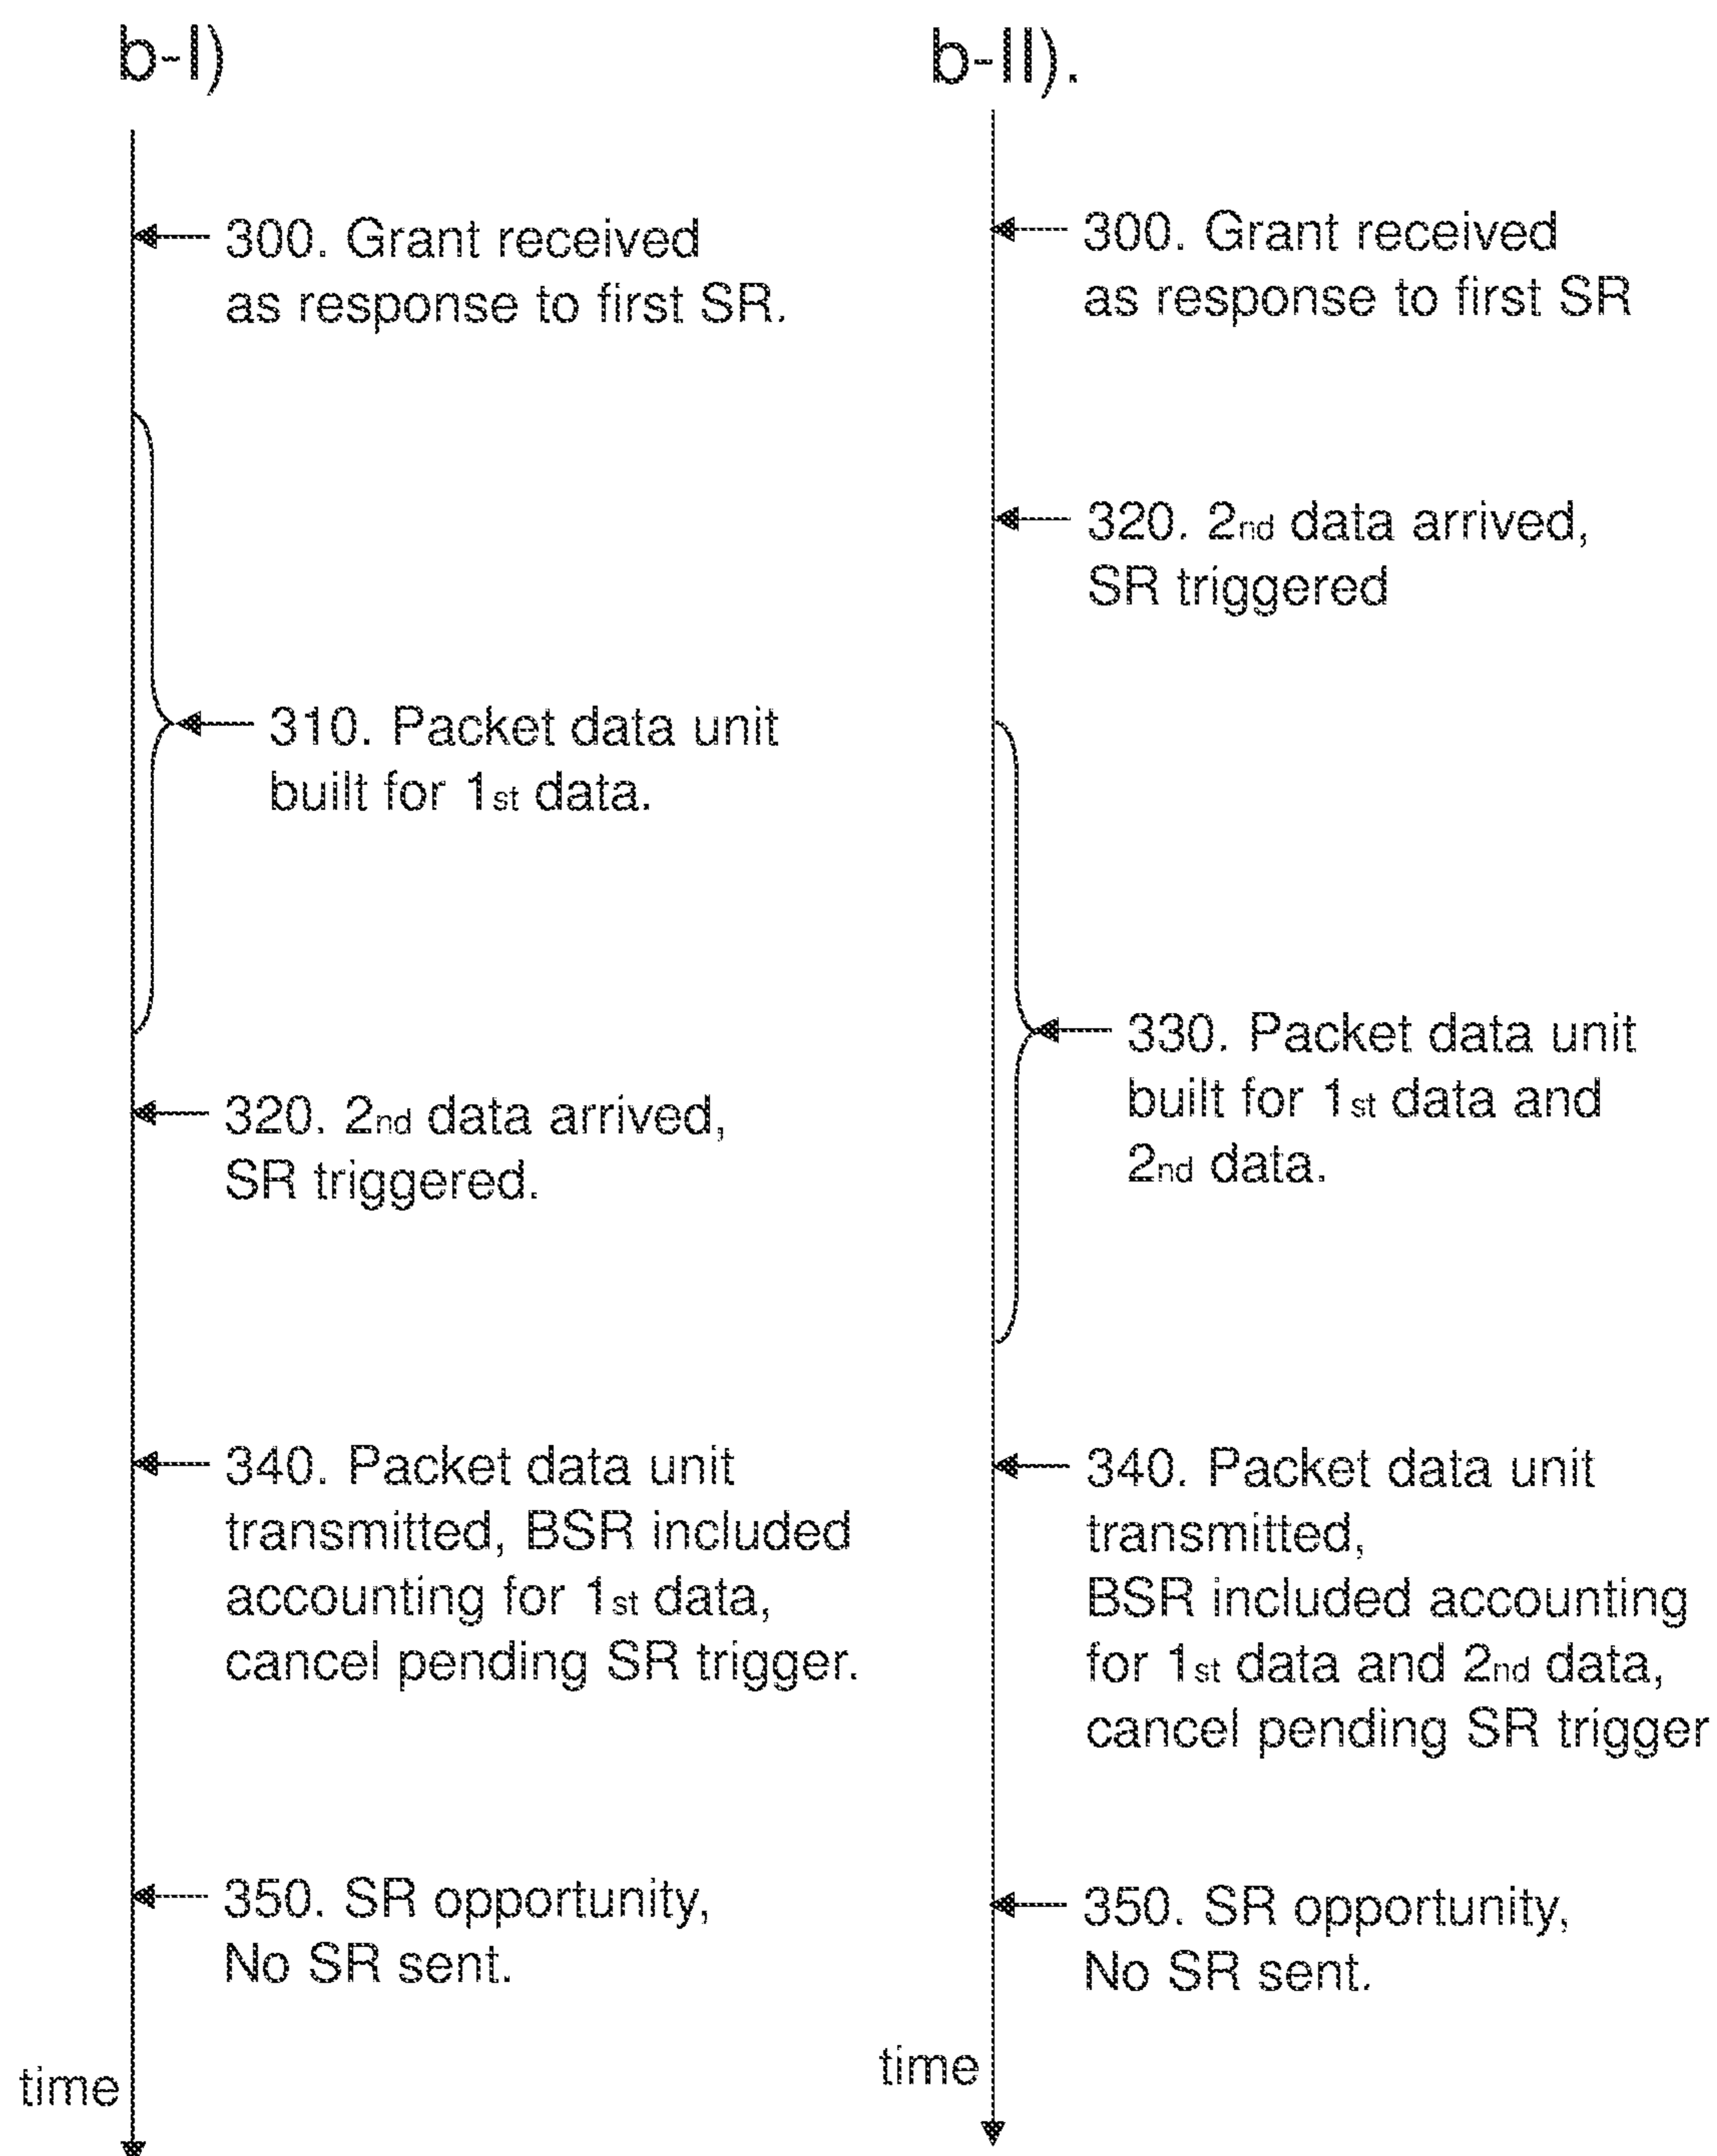 b-I)
300. Grant received
as response to first SR.
310. Packet data unit
built for 1st data.
320. 2nd data arrived,
SR triggered.
340. Packet data unit
transmitted, BSR included
accounting for 1st data,
cancel pending SR trigger.
350. SR opportunity,
No SR sent.
time
b-II).
300. Grant received
as response to first SR
320. 2nd data arrived,
SR triggered
330. Packet data unit
built for 1st data and
2nd data.
340. Packet data unit
transmitted,
BSR included accounting
for 1st data and 2nd data,
cancel pending SR trigger
350. SR opportunity,
No SR sent.
time